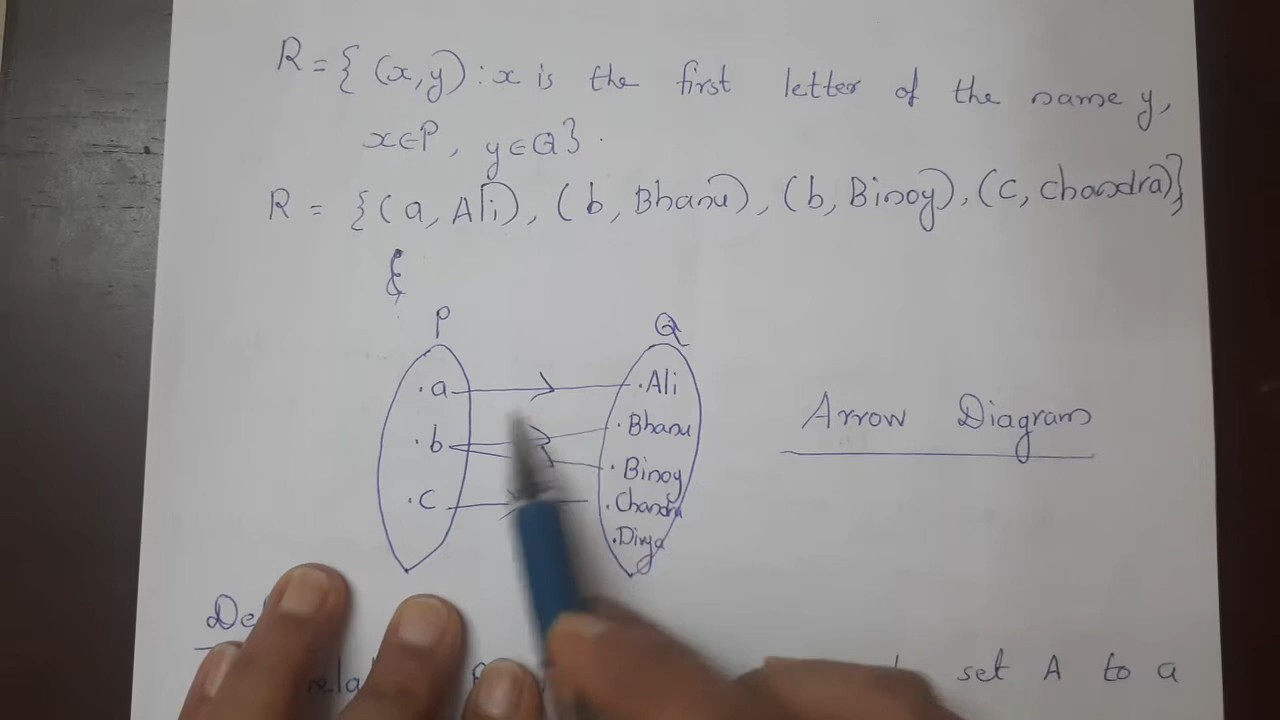 R = { (x, y) : x is the first letter of the name y,
x∈P, y∈Q}.
R = {(a, Ali), (b, Bhanu), (b, Binoy), (c, Chandra)}
P Q
.a .Ali
.b .Bhanu
.Binoy
.c .Chandra
.Divya
Arrow Diagram
set A to a